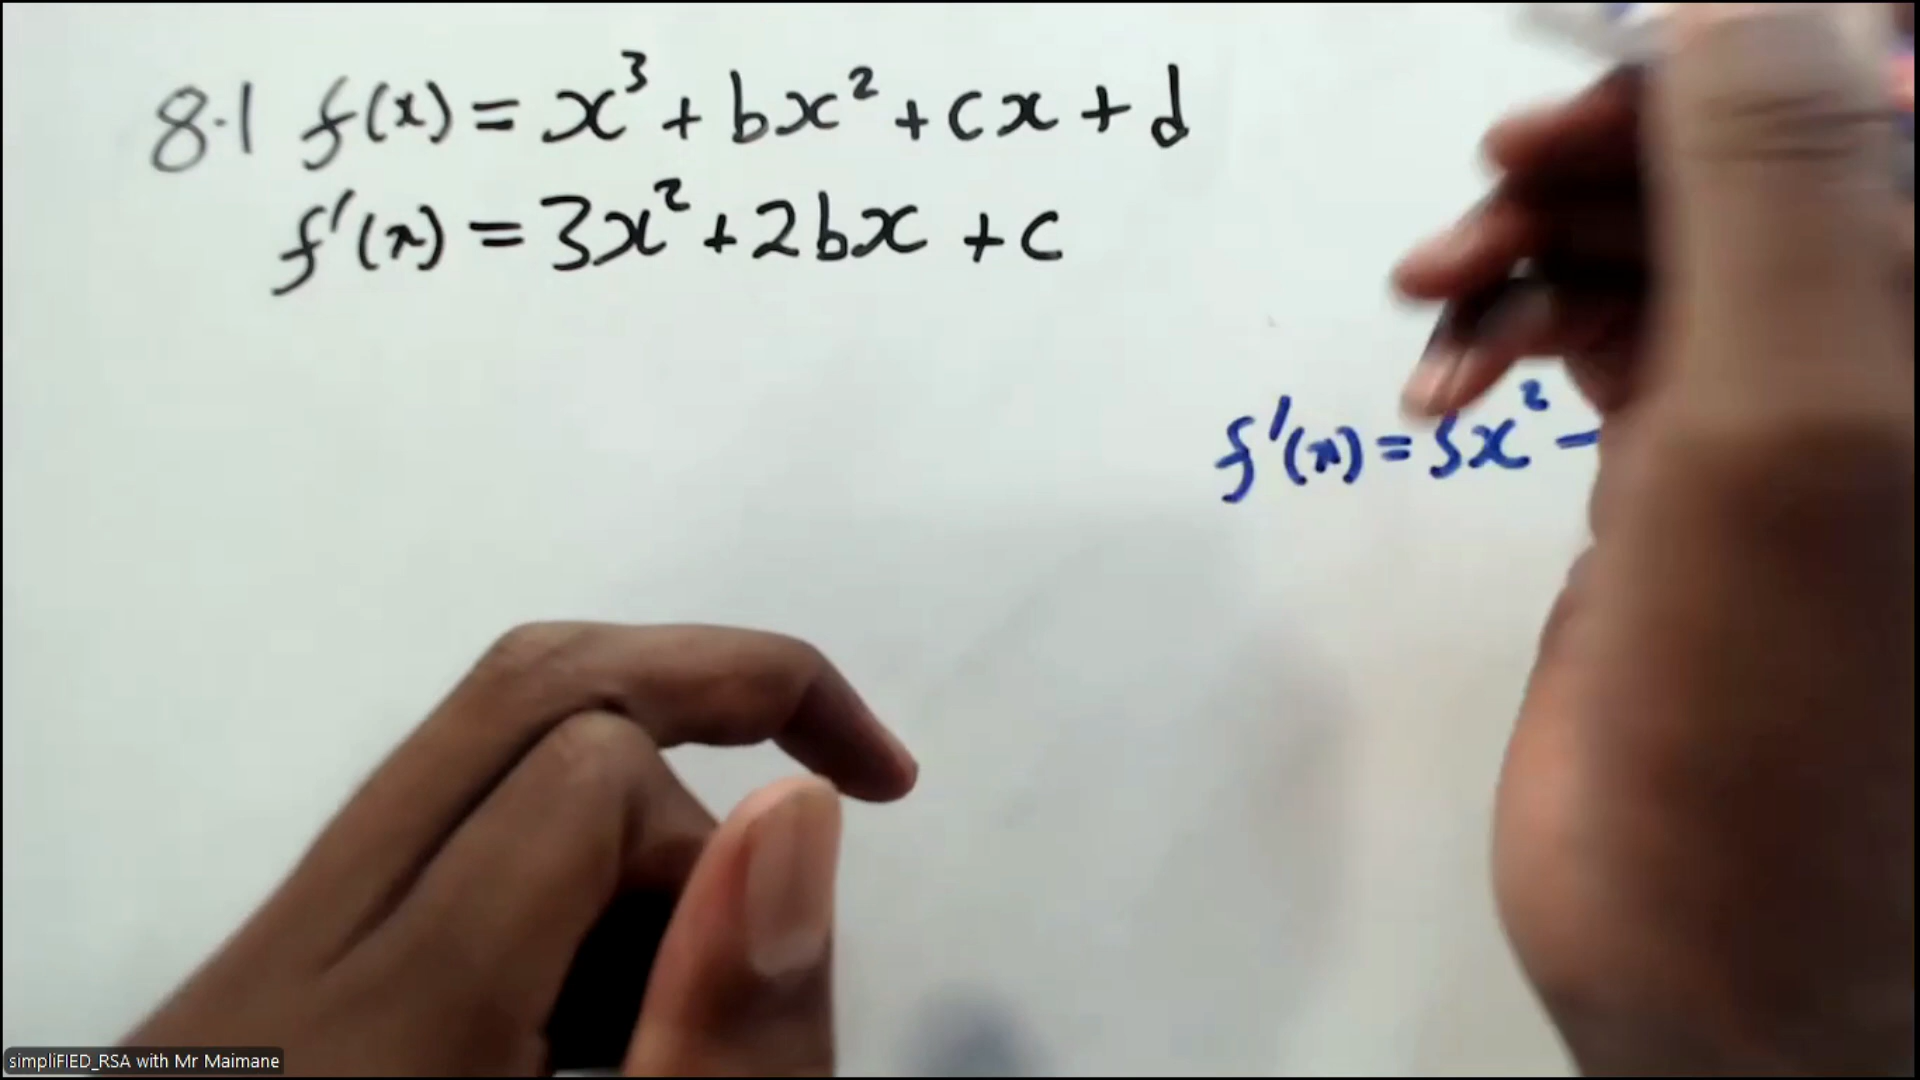 8.1 f(x) = x³ + bx² + cx + d
f'(x) = 3x² + 2bx + c
f'(x) = 3x² -
simpliFIED_RSA with Mr Maimane